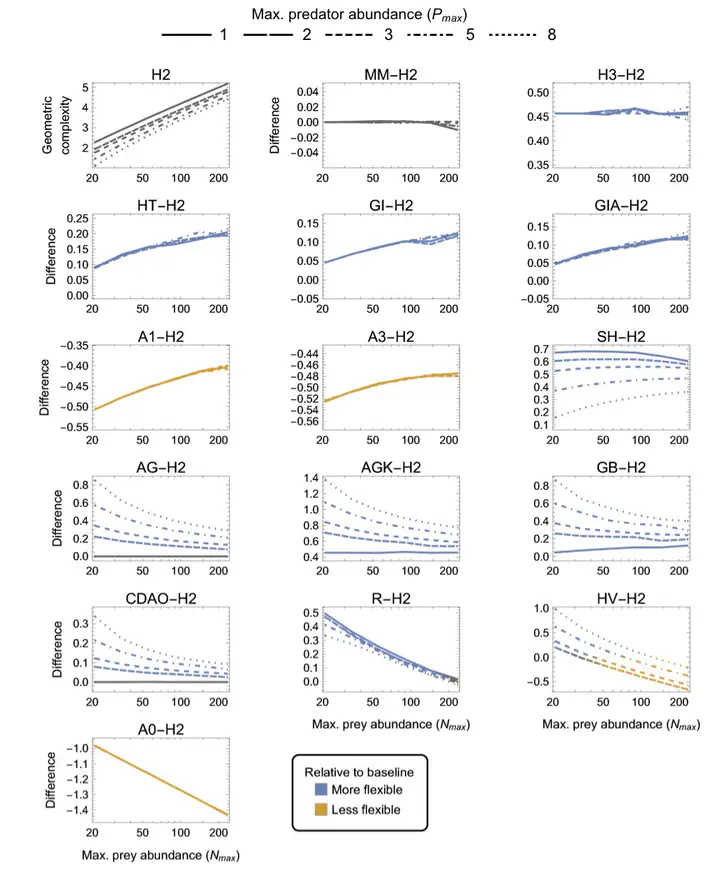 Max. predator abundance (Pmax)
1 2 3 5 8
H2 MM−H2 H3−H2
Geometric complexity
5
4
3
2
20 50 100 200
Difference
0.04
0.02
0.00
−0.02
−0.04
20 50 100 200
0.50
0.45
0.40
0.35
20 50 100 200
HT−H2 GI−H2 GIA−H2
Difference
0.25
0.20
0.15
0.10
0.05
0.00
20 50 100 200
0.15
0.10
0.05
0.00
−0.05
20 50 100 200
0.15
0.10
0.05
0.00
−0.05
20 50 100 200
A1−H2 A3−H2 SH−H2
Difference
−0.35
−0.40
−0.45
−0.50
−0.55
20 50 100 200
−0.44
−0.46
−0.48
−0.50
−0.52
−0.54
−0.56
20 50 100 200
0.7
0.6
0.5
0.4
0.3
0.2
0.1
20 50 100 200
AG−H2 AGK−H2 GB−H2
Difference
0.8
0.6
0.4
0.2
0.0
20 50 100 200
1.4
1.2
1.0
0.8
0.6
0.4
20 50 100 200
0.8
0.6
0.4
0.2
0.0
20 50 100 200
CDAO−H2 R−H2 HV−H2
Difference
0.3
0.2
0.1
0.0
20 50 100 200
0.5
0.4
0.3
0.2
0.1
0.0
20 50 100 200
Max. prey abundance (Nmax)
1.0
0.5
0.0
−0.5
20 50 100 200
Max. prey abundance (Nmax)
A0−H2
Difference
−1.0
−1.1
−1.2
−1.3
−1.4
20 50 100 200
Max. prey abundance (Nmax)
Relative to baseline
More flexible
Less flexible